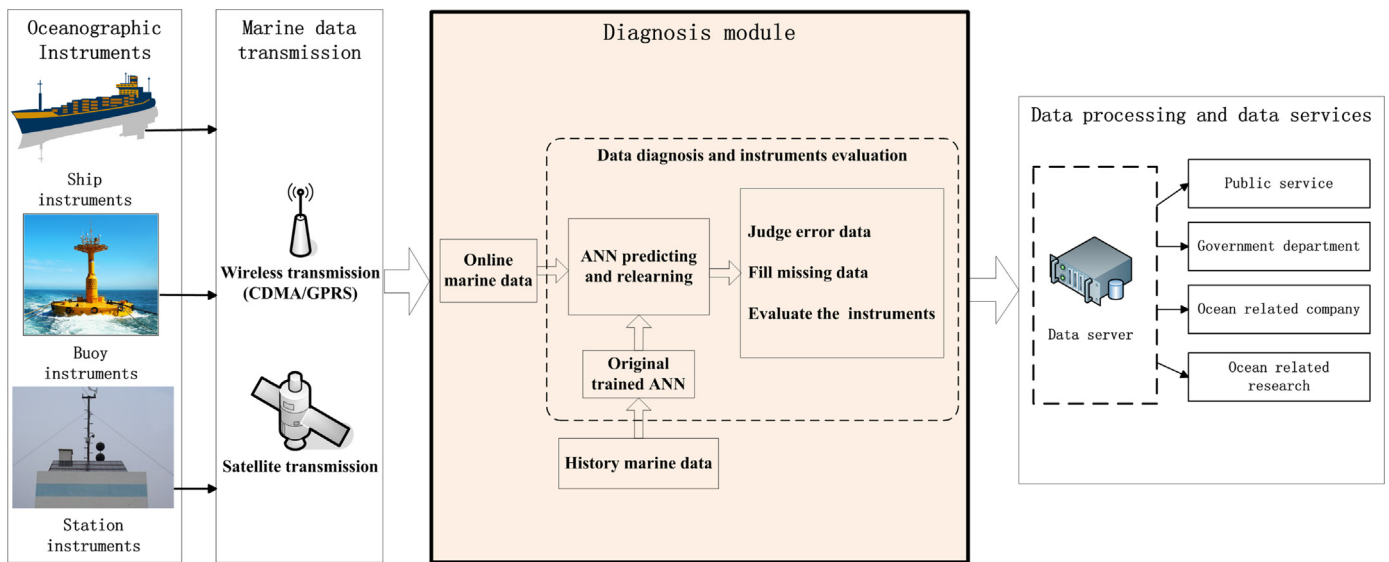 Oceanographic
Instruments
Ship
instruments
Buoy
instruments
Station
instruments
Marine data
transmission
Wireless transmission
(CDMA/GPRS)
Satellite transmission
Diagnosis module
Data diagnosis and instruments evaluation
Online
marine data
ANN predicting
and relearning
Judge error data
Fill missing data
Evaluate the instruments
Original
trained ANN
History marine data
Data processing and data services
Data server
Public service
Government department
Ocean related company
Ocean related
research